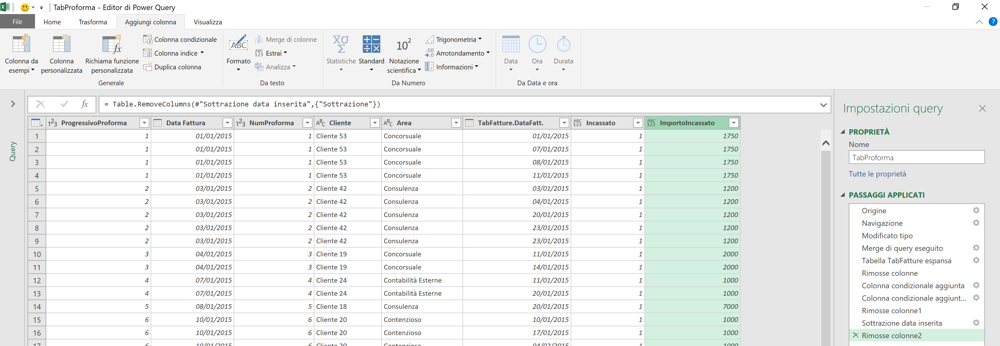 TabProforma - Editor di Power Query
File Home Trasforma Aggiungi colonna Visualizza
Colonna da esempi
Colonna personalizzata
Richiama funzione personalizzata
Colonna condizionale
Colonna indice
Duplica colonna
Generale
Formato
Merge di colonne
Estrai
Analizza
Da testo
Statistiche
Standard
Notazione scientifica
Trigonometria
Arrotondamento
Informazioni
Da Numero
Data
Ora
Durata
Da Data e ora
Query
fx = Table.RemoveColumns(#"Sottrazione data inserita",{"Sottrazione"})
ProgressivoProforma Data Fattura NumProforma Cliente Area TabFatture.DataFatt. Incassato ImportoIncassato
1 1 01/01/2015 1 Cliente 53 Concorsuale 01/01/2015 1 1750
2 1 01/01/2015 1 Cliente 53 Concorsuale 07/01/2015 1 1750
3 1 01/01/2015 1 Cliente 53 Concorsuale 08/01/2015 1 1750
4 1 01/01/2015 1 Cliente 53 Concorsuale 11/01/2015 1 1750
5 2 03/01/2015 2 Cliente 42 Consulenza 03/01/2015 1 1200
6 2 03/01/2015 2 Cliente 42 Consulenza 04/01/2015 1 1200
7 2 03/01/2015 2 Cliente 42 Consulenza 20/01/2015 1 1200
8 2 03/01/2015 2 Cliente 42 Consulenza 23/01/2015 1 1200
9 2 03/01/2015 2 Cliente 42 Consulenza 23/01/2015 1 1200
10 3 04/01/2015 3 Cliente 19 Concorsuale 11/01/2015 1 2000
11 3 04/01/2015 3 Cliente 19 Concorsuale 14/01/2015 1 2000
12 4 07/01/2015 4 Cliente 24 Contabilità Esterne 11/01/2015 1 1000
13 4 07/01/2015 4 Cliente 24 Contabilità Esterne 20/01/2015 1 1000
14 5 08/01/2015 5 Cliente 18 Consulenza 20/01/2015 1 7000
15 6 10/01/2015 6 Cliente 20 Contenzioso 10/01/2015 1 1000
16 6 10/01/2015 6 Cliente 20 Contenzioso 17/01/2015 1 1000
17 6 10/01/2015 6 Cliente 20 Contenzioso 04/02/2015 1 1000
Impostazioni query
PROPRIETÀ
Nome
TabProforma
Tutte le proprietà
PASSAGGI APPLICATI
Origine
Navigazione
Modificato tipo
Merge di query eseguito
Tabella TabFatture espansa
Rimosse colonne
Colonna condizionale aggiunta
Colonna condizionale aggiunt...
Rimosse colonne1
Sottrazione data inserita
Rimosse colonne2